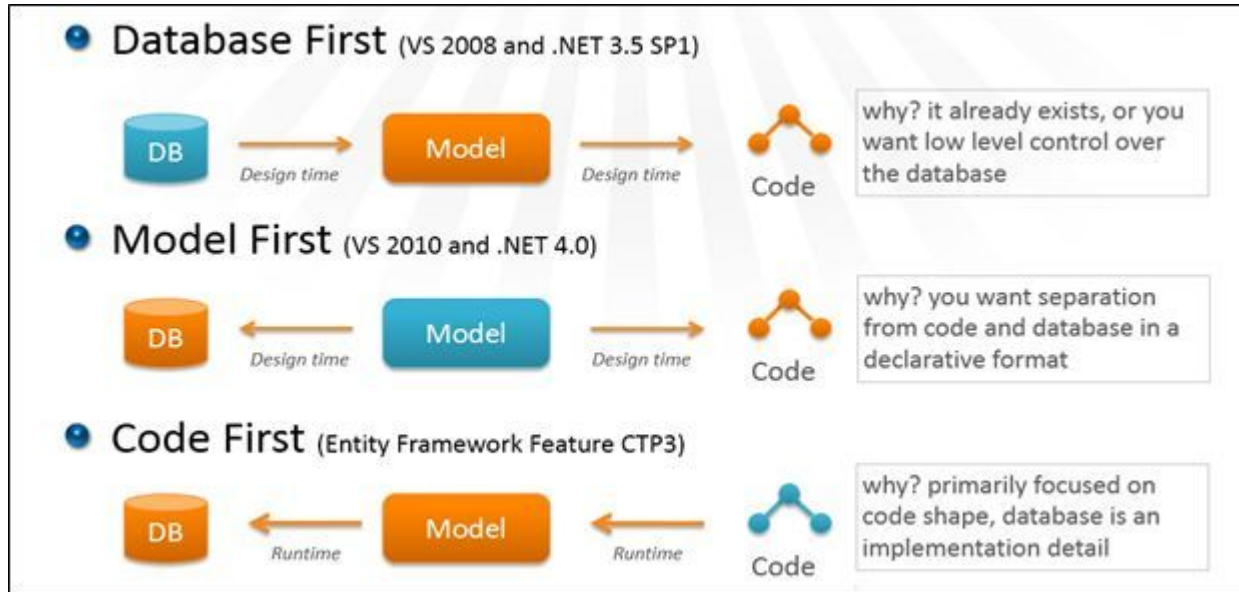 Database First (VS 2008 and .NET 3.5 SP1)
DB
Design time
Model
Design time
Code
why? it already exists, or you
want low level control over
the database
Model First (VS 2010 and .NET 4.0)
DB
Design time
Model
Design time
Code
why? you want separation
from code and database in a
declarative format
Code First (Entity Framework Feature CTP3)
DB
Runtime
Model
Runtime
Code
why? primarily focused on
code shape, database is an
implementation detail